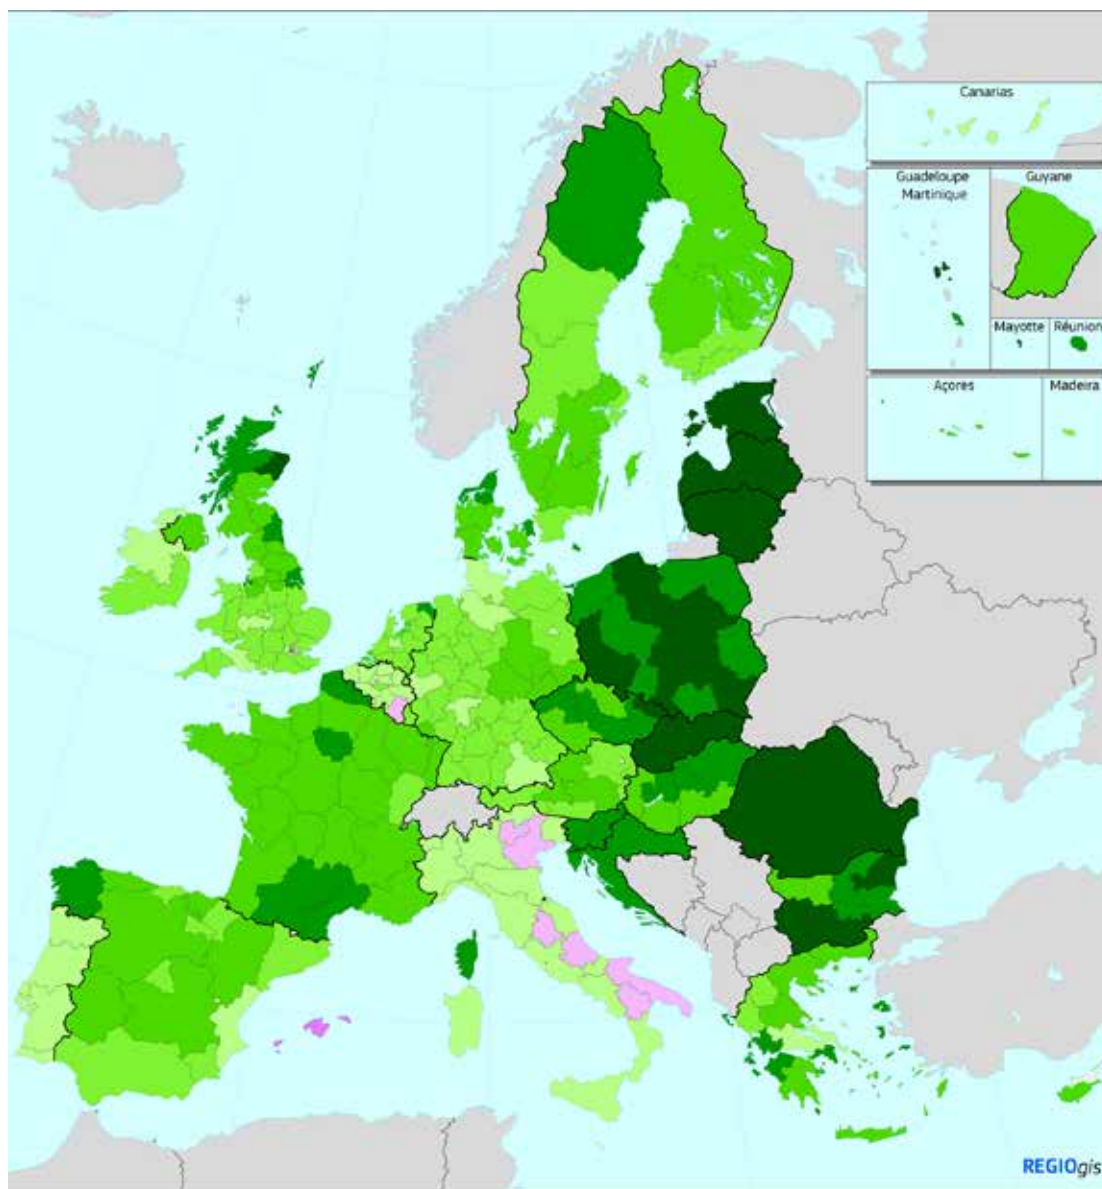 Canarias
Guadeloupe
Martinique
Guyane
Mayotte
Réunion
Açores
Madeira
REGIOgis